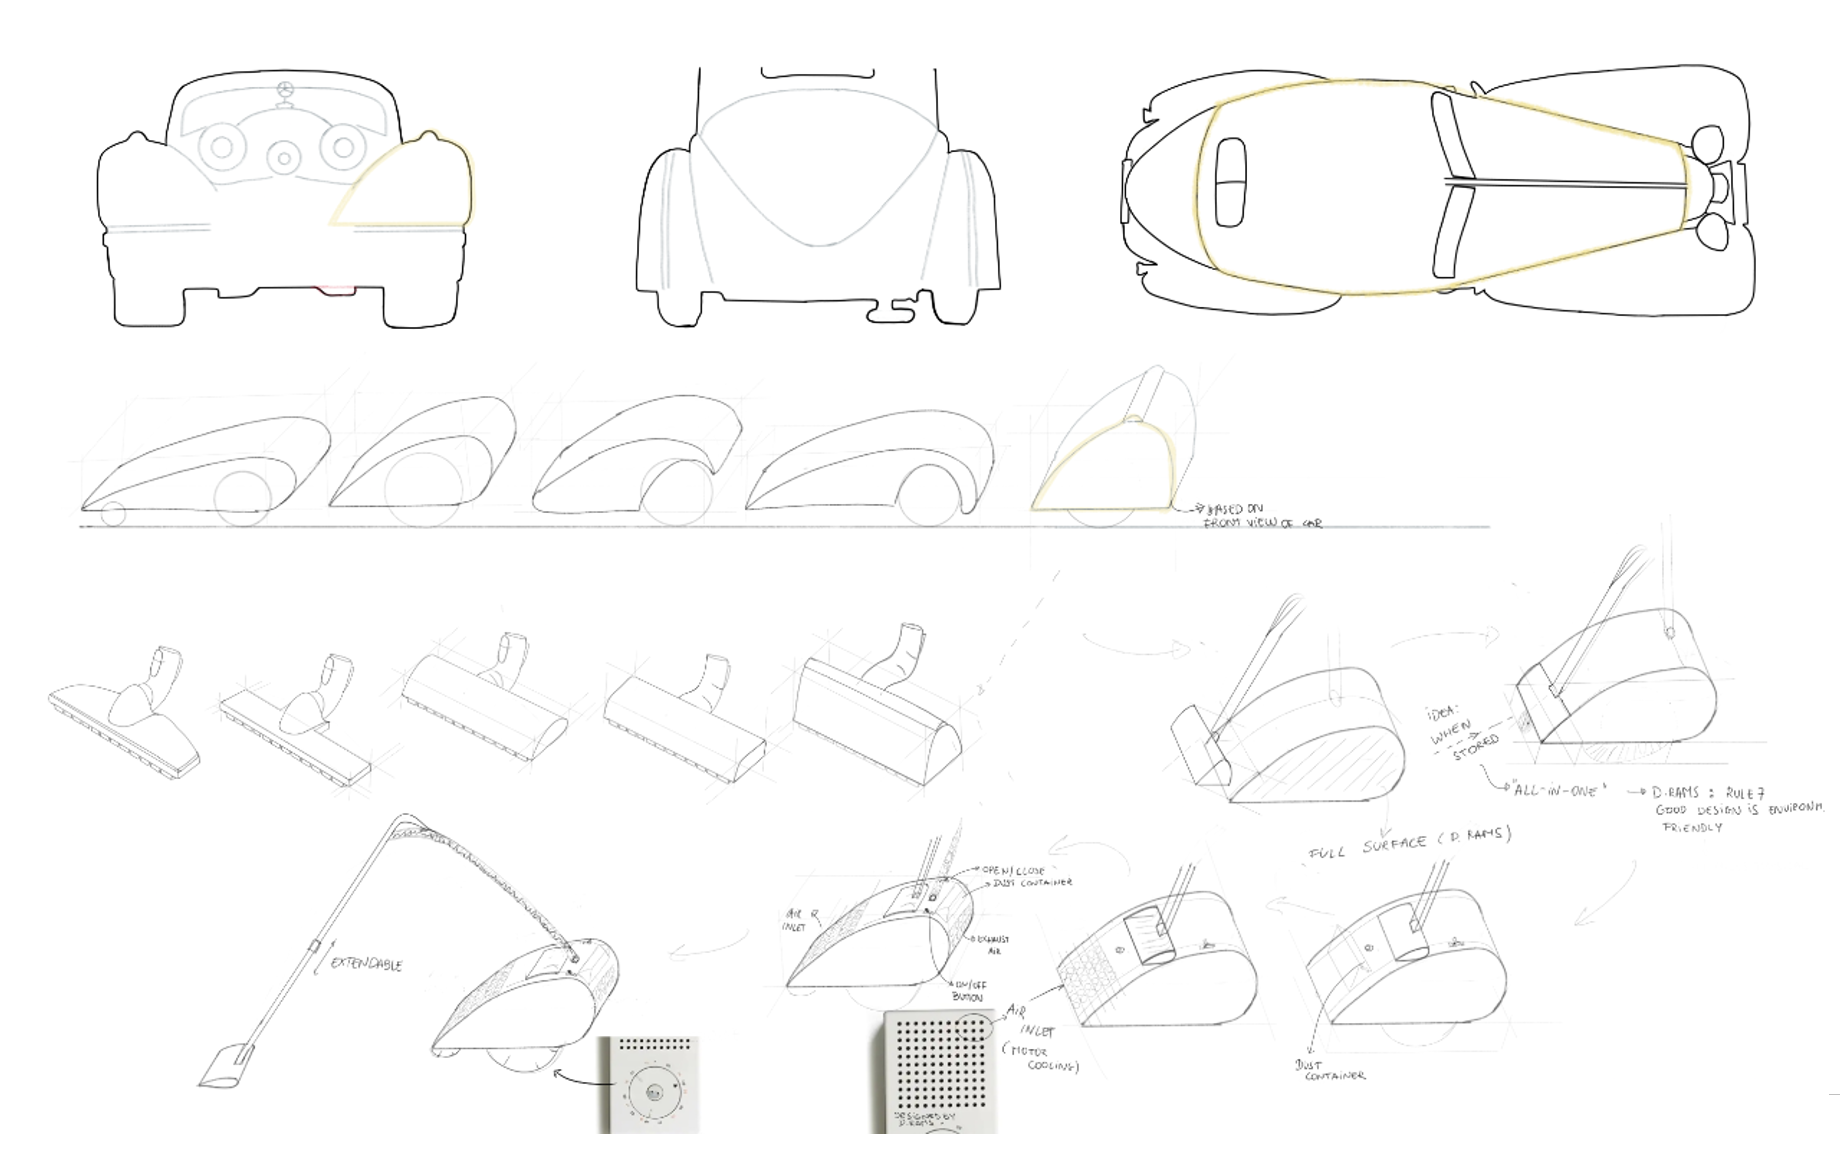 BASED ON
FRONT VIEW OF CAR
IDEA:
WHEN
STORED
"ALL-IN-ONE"
D.RAMS : RULE 7
GOOD DESIGN IS ENVIRONM.
FRIENDLY
FULL SURFACE (D. RAMS)
OPEN/CLOSE
DUST CONTAINER
AIR
INLET
EXHAUST
AIR
ON/OFF
BUTTON
EXTENDABLE
AIR
INLET
(MOTOR
COOLING)
DUST
CONTAINER
DESIGNED BY
D.RAMS